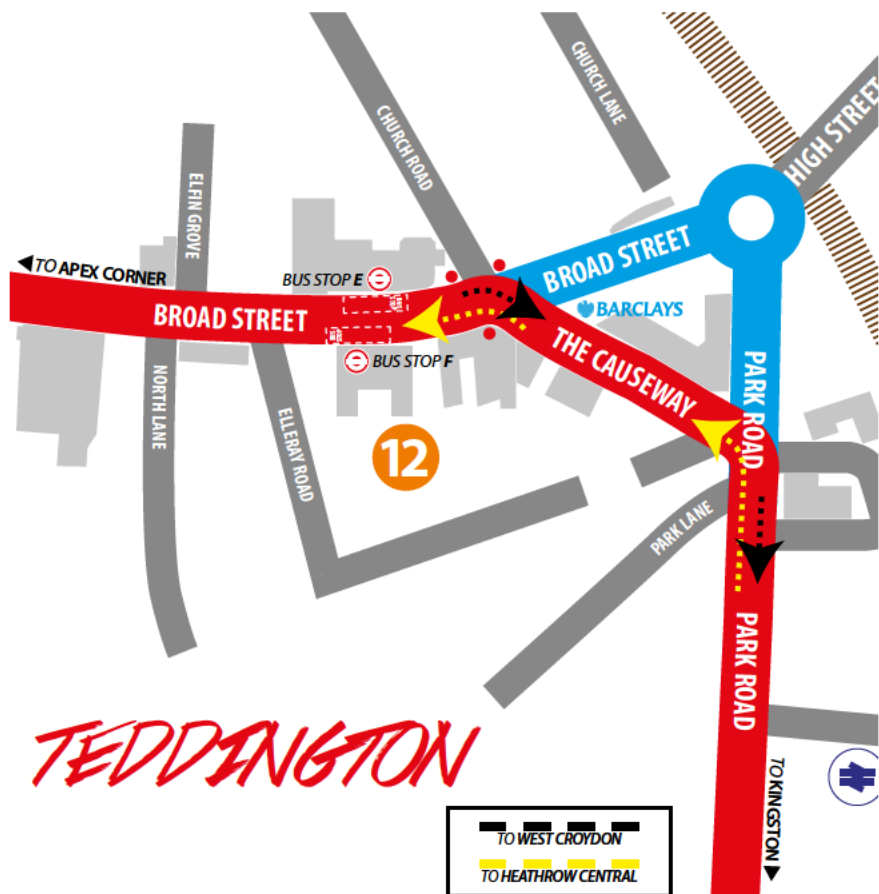 CHURCH ROAD
CHURCH LANE
HIGH STREET
ELFIN GROVE
TO APEX CORNER
BUS STOP E
BROAD STREET
BROAD STREET
BARCLAYS
BUS STOP F
THE CAUSEWAY
NORTH LANE
ELLERAY ROAD
12
PARK ROAD
PARK LANE
PARK ROAD
TEDDINGTON
TO KINGSTON
TO WEST CROYDON
TO HEATHROW CENTRAL